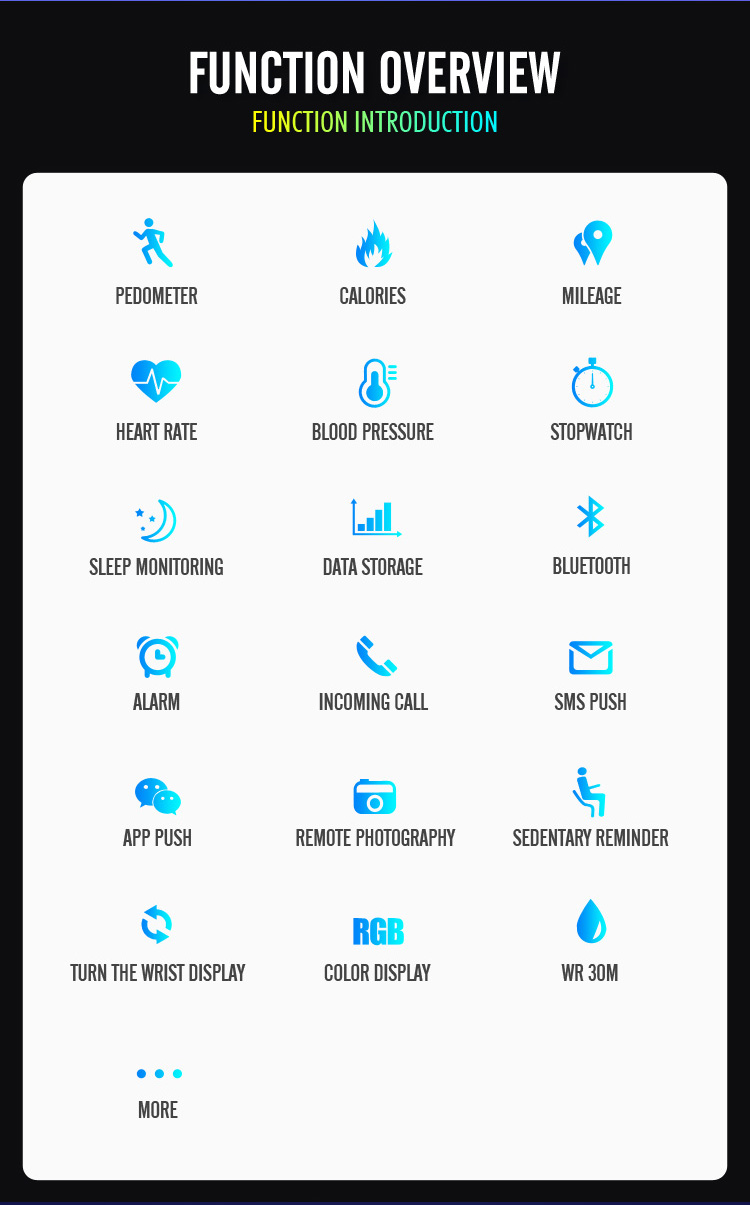 FUNCTION OVERVIEW
FUNCTION INTRODUCTION
PEDOMETER
CALORIES
MILEAGE
HEART RATE
BLOOD PRESSURE
STOPWATCH
SLEEP MONITORING
DATA STORAGE
BLUETOOTH
ALARM
INCOMING CALL
SMS PUSH
APP PUSH
REMOTE PHOTOGRAPHY
SEDENTARY REMINDER
RGB
TURN THE WRIST DISPLAY
COLOR DISPLAY
WR 30M
MORE